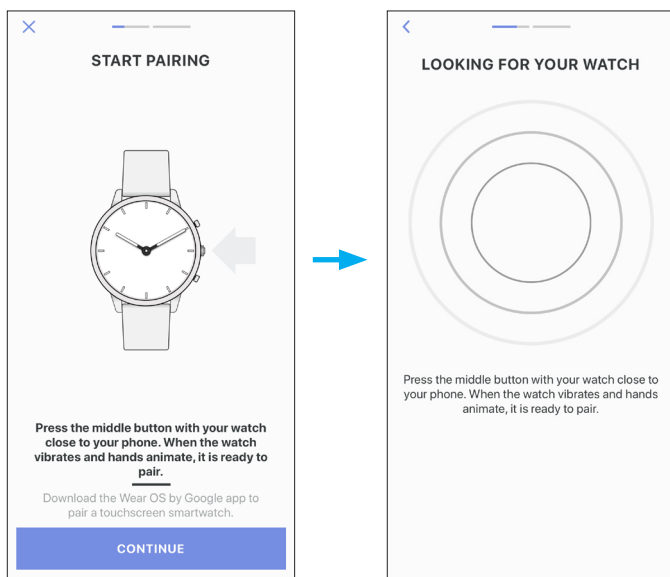 START PAIRING
Press the middle button with your watch
close to your phone. When the watch
vibrates and hands animate, it is ready to
pair.
Download the Wear OS by Google app to
pair a touchscreen smartwatch.
CONTINUE
LOOKING FOR YOUR WATCH
Press the middle button with your watch close to
your phone. When the watch vibrates and hands
animate, it is ready to pair.